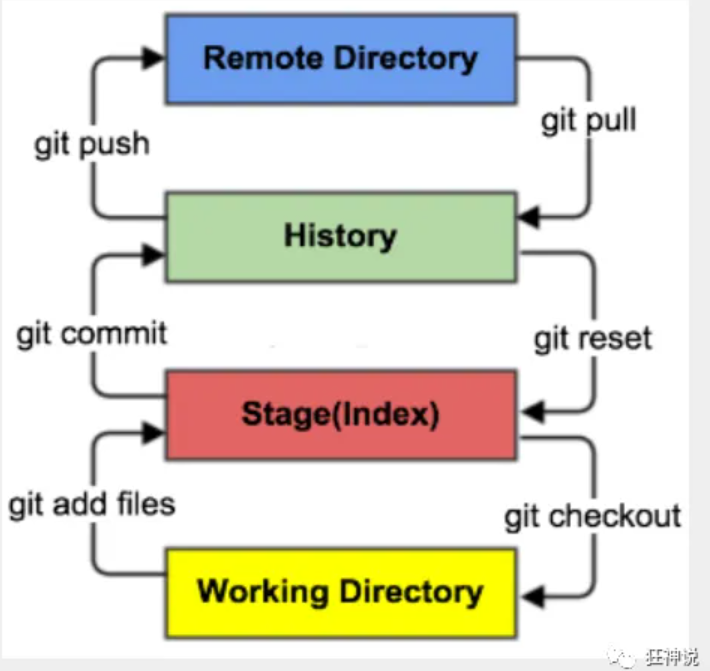 Remote Directory
git push
git pull
History
git commit
git reset
Stage(Index)
git add files
git checkout
Working Directory
狂神说